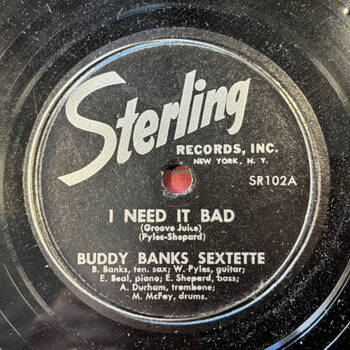 Sterling
RECORDS, INC.
NEW YORK, N. Y.
SR102A
I NEED IT BAD
(Groove Juice)
(Pyles-Shepard)
BUDDY BANKS SEXTETTE
B. Banks, ten. sax; W. Pyles, guitar;
E. Beal, piano; E. Shepard, bass;
A. Durham, trombone;
M. McFay, drums.